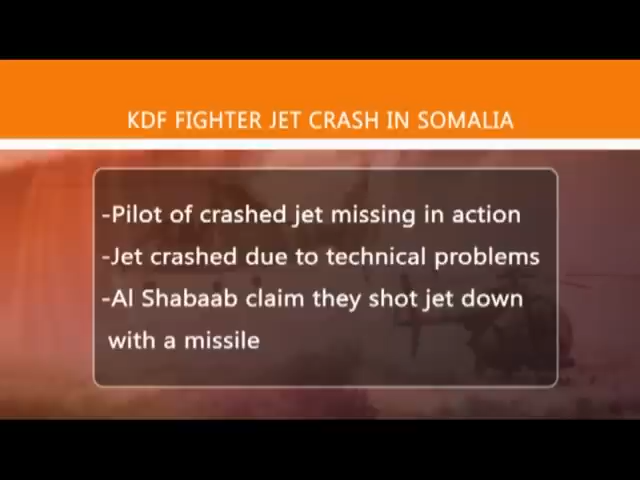 KDF FIGHTER JET CRASH IN SOMALIA
-Pilot of crashed jet missing in action
-Jet crashed due to technical problems
-Al Shabaab claim they shot jet down
with a missile